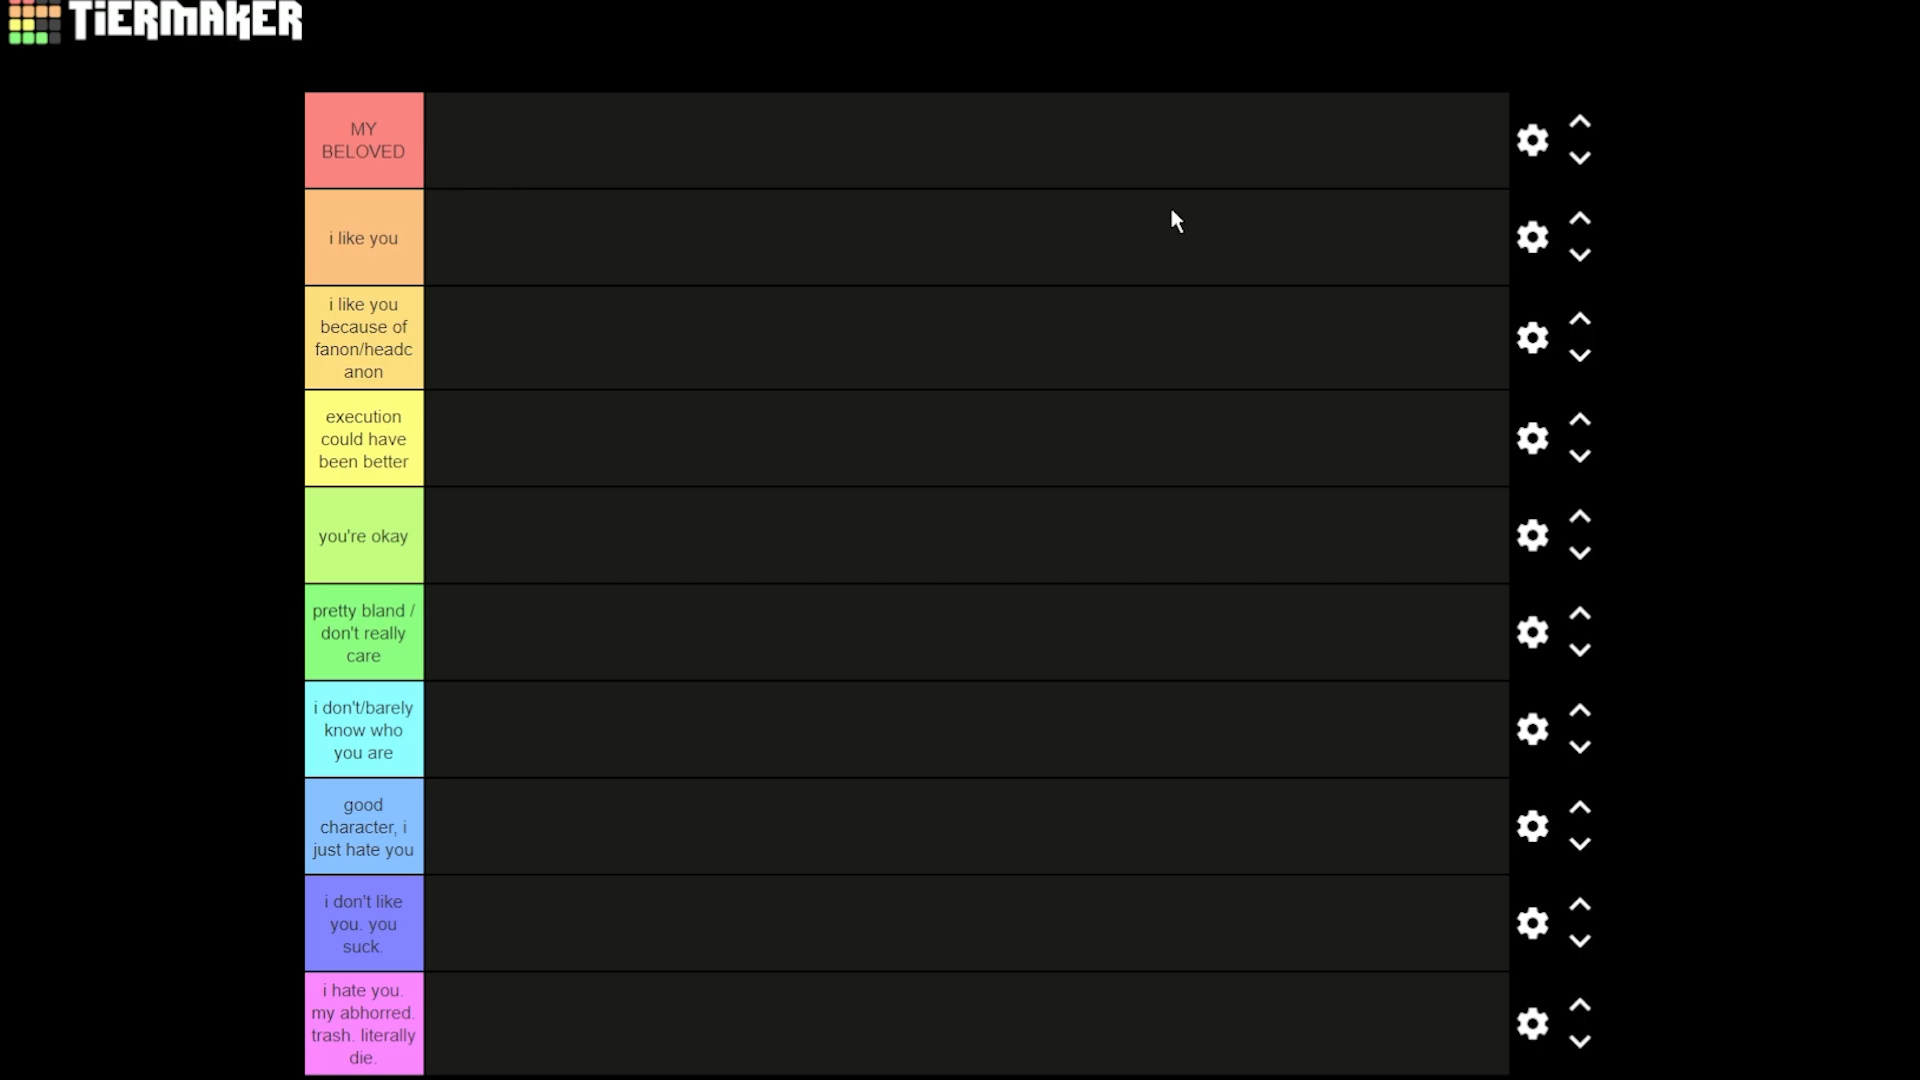 TiERMAKER
MY
BELOVED
i like you
i like you
because of
fanon/headc
anon
execution
could have
been better
you're okay
pretty bland /
don't really
care
i don't/barely
know who
you are
good
character, i
just hate you
i don't like
you. you
suck.
i hate you.
my abhorred.
trash. literally
die.